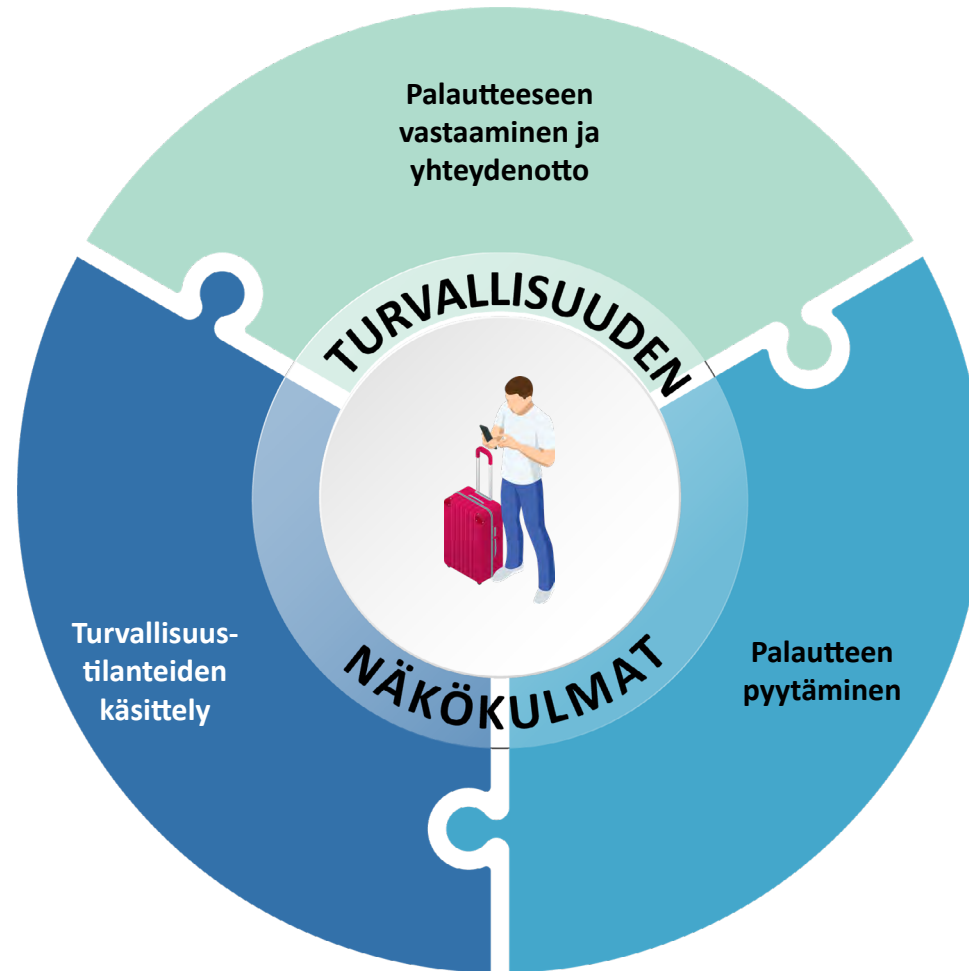 Palautteeseen
vastaaminen ja
yhteydenotto
TURVALLISUUDEN
NÄKÖKULMAT
Turvallisuus-
tilanteiden
käsittely
Palautteen
pyytäminen